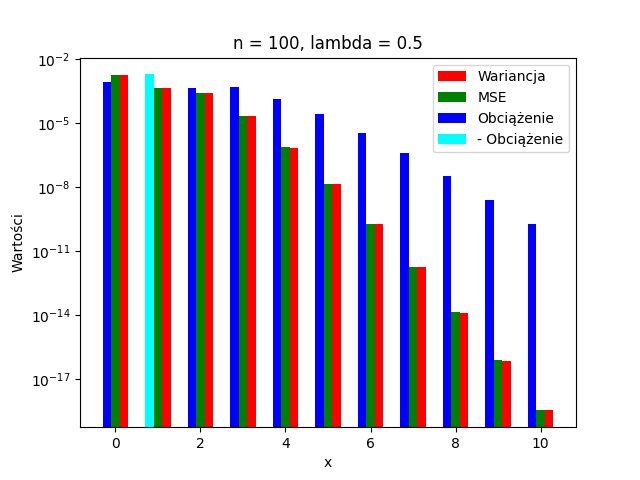 n = 100, lambda = 0.5
Wariancja
MSE
Obciążenie
- Obciążenie
Wartości
10⁻²
10⁻⁵
10⁻⁸
10⁻¹¹
10⁻¹⁴
10⁻¹⁷
0 2 4 6 8 10
x